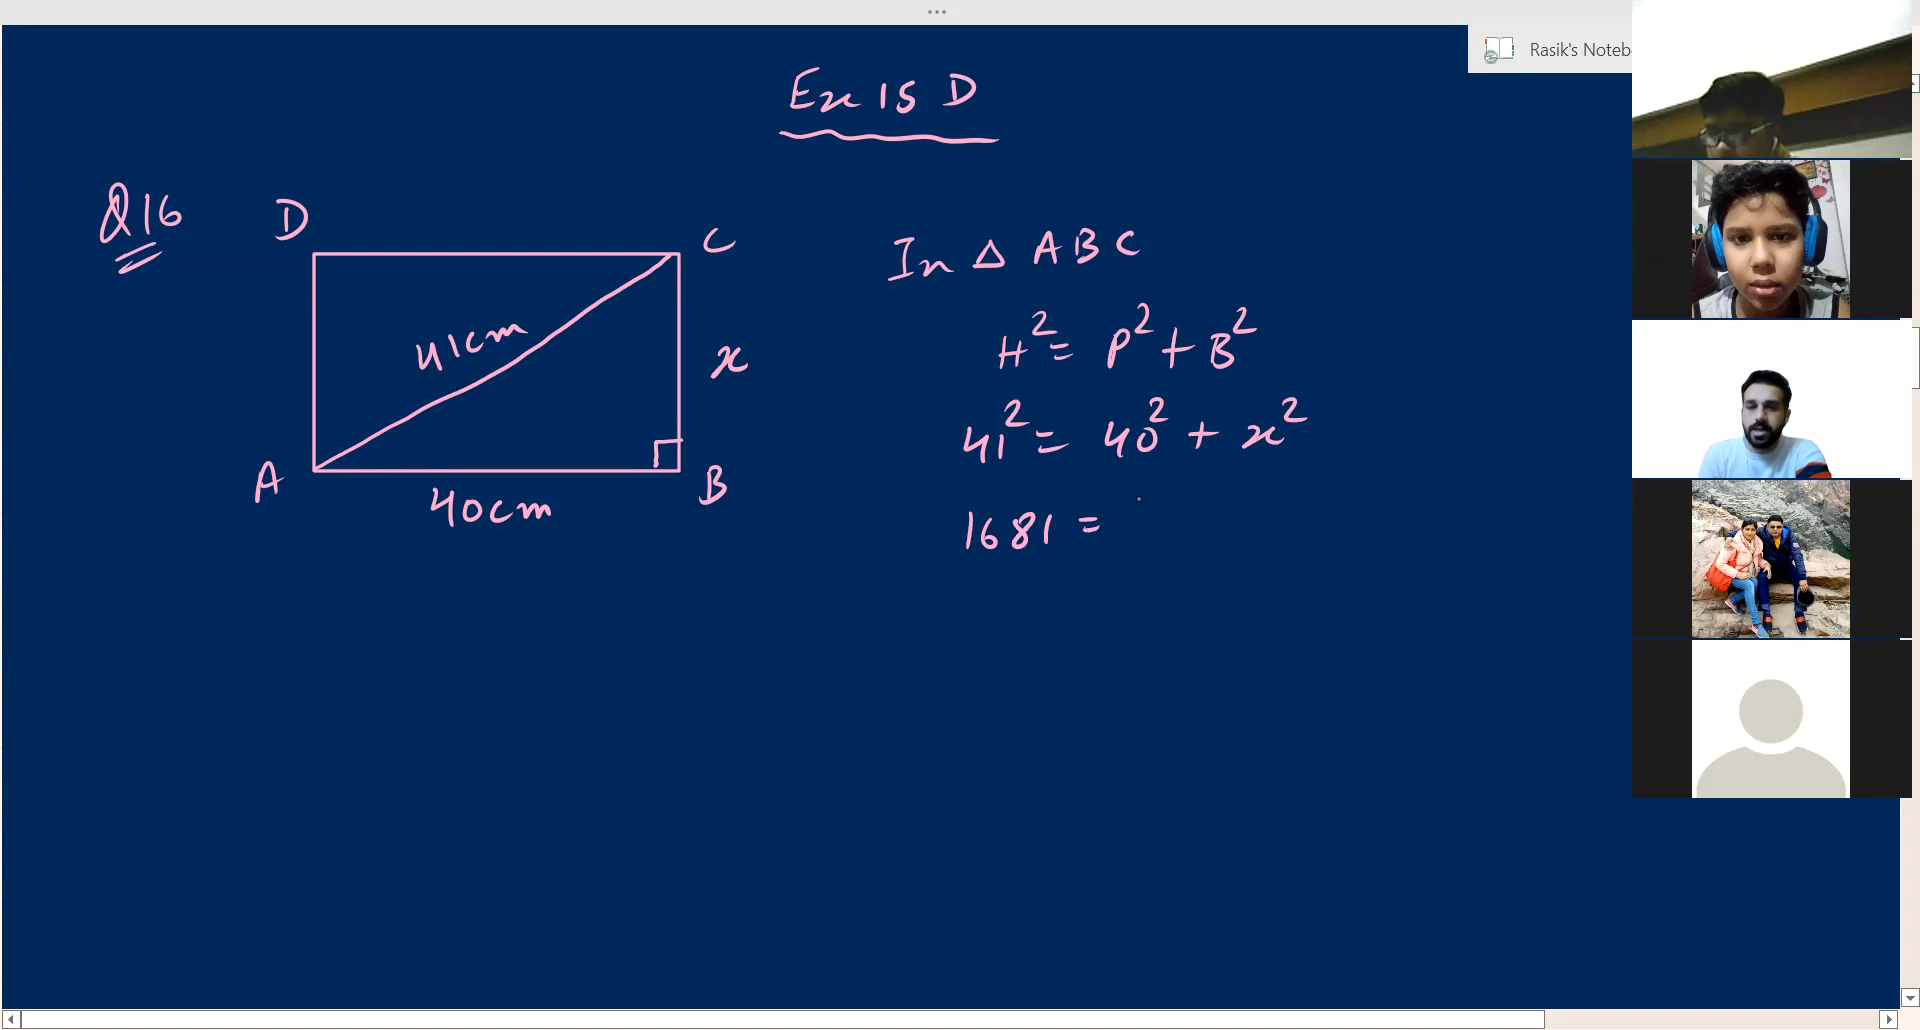 Rasik's Noteb
Ex 15 D
Q16
D
C
41cm
x
A
B
40cm
In Δ ABC
H² = P² + B²
41² = 40² + x²
1681 =